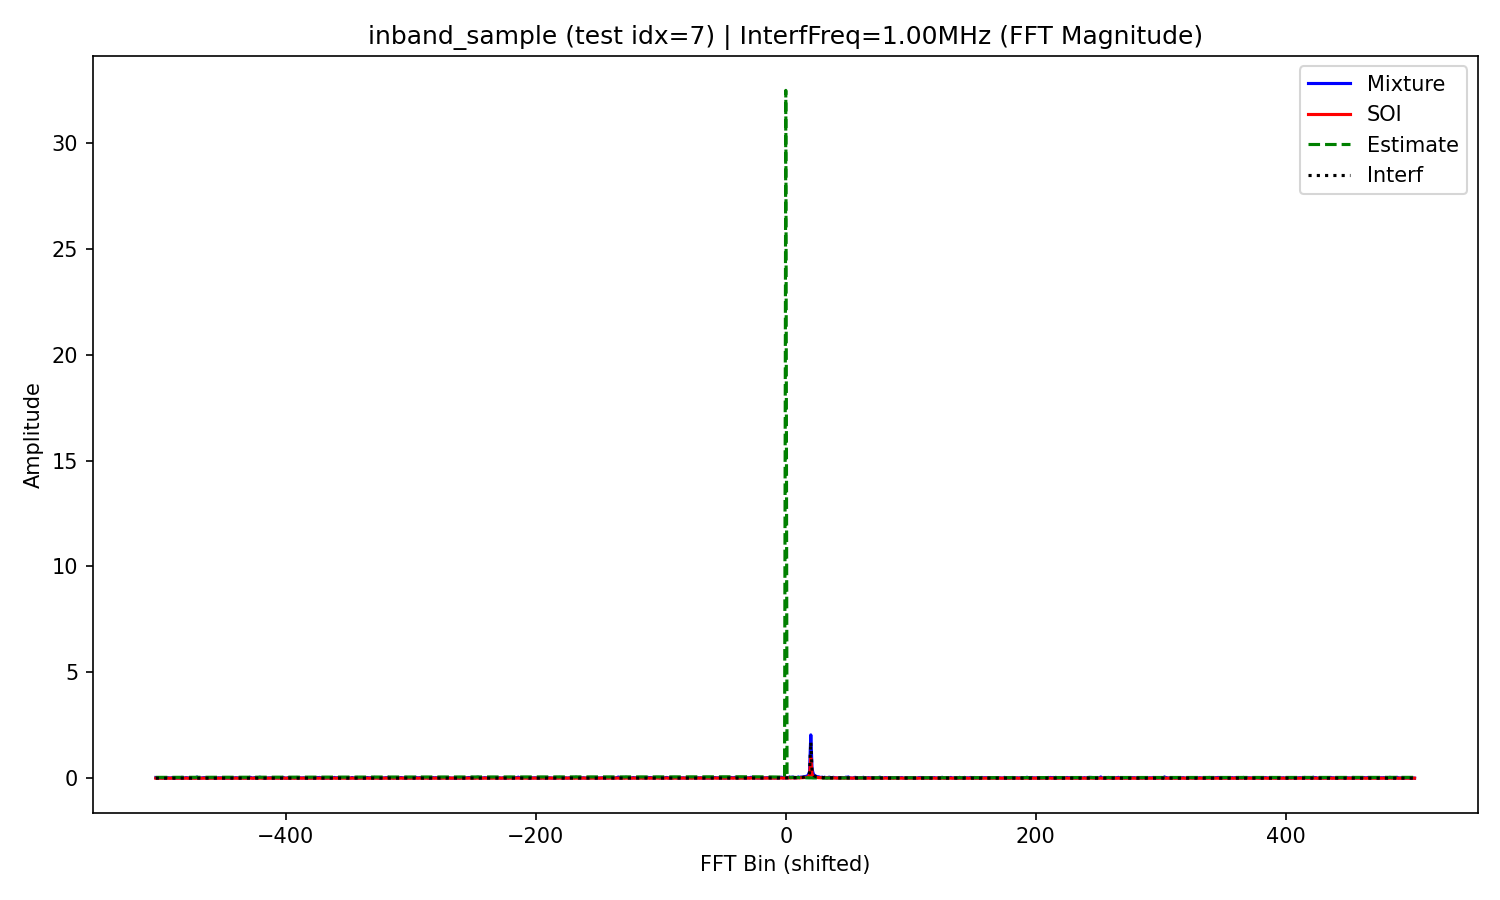 inband_sample (test idx=7) | InterfFreq=1.00MHz (FFT Magnitude)
Mixture
SOI
Estimate
Interf
Amplitude
30
25
20
15
10
5
0
−400
−200
0
200
400
FFT Bin (shifted)